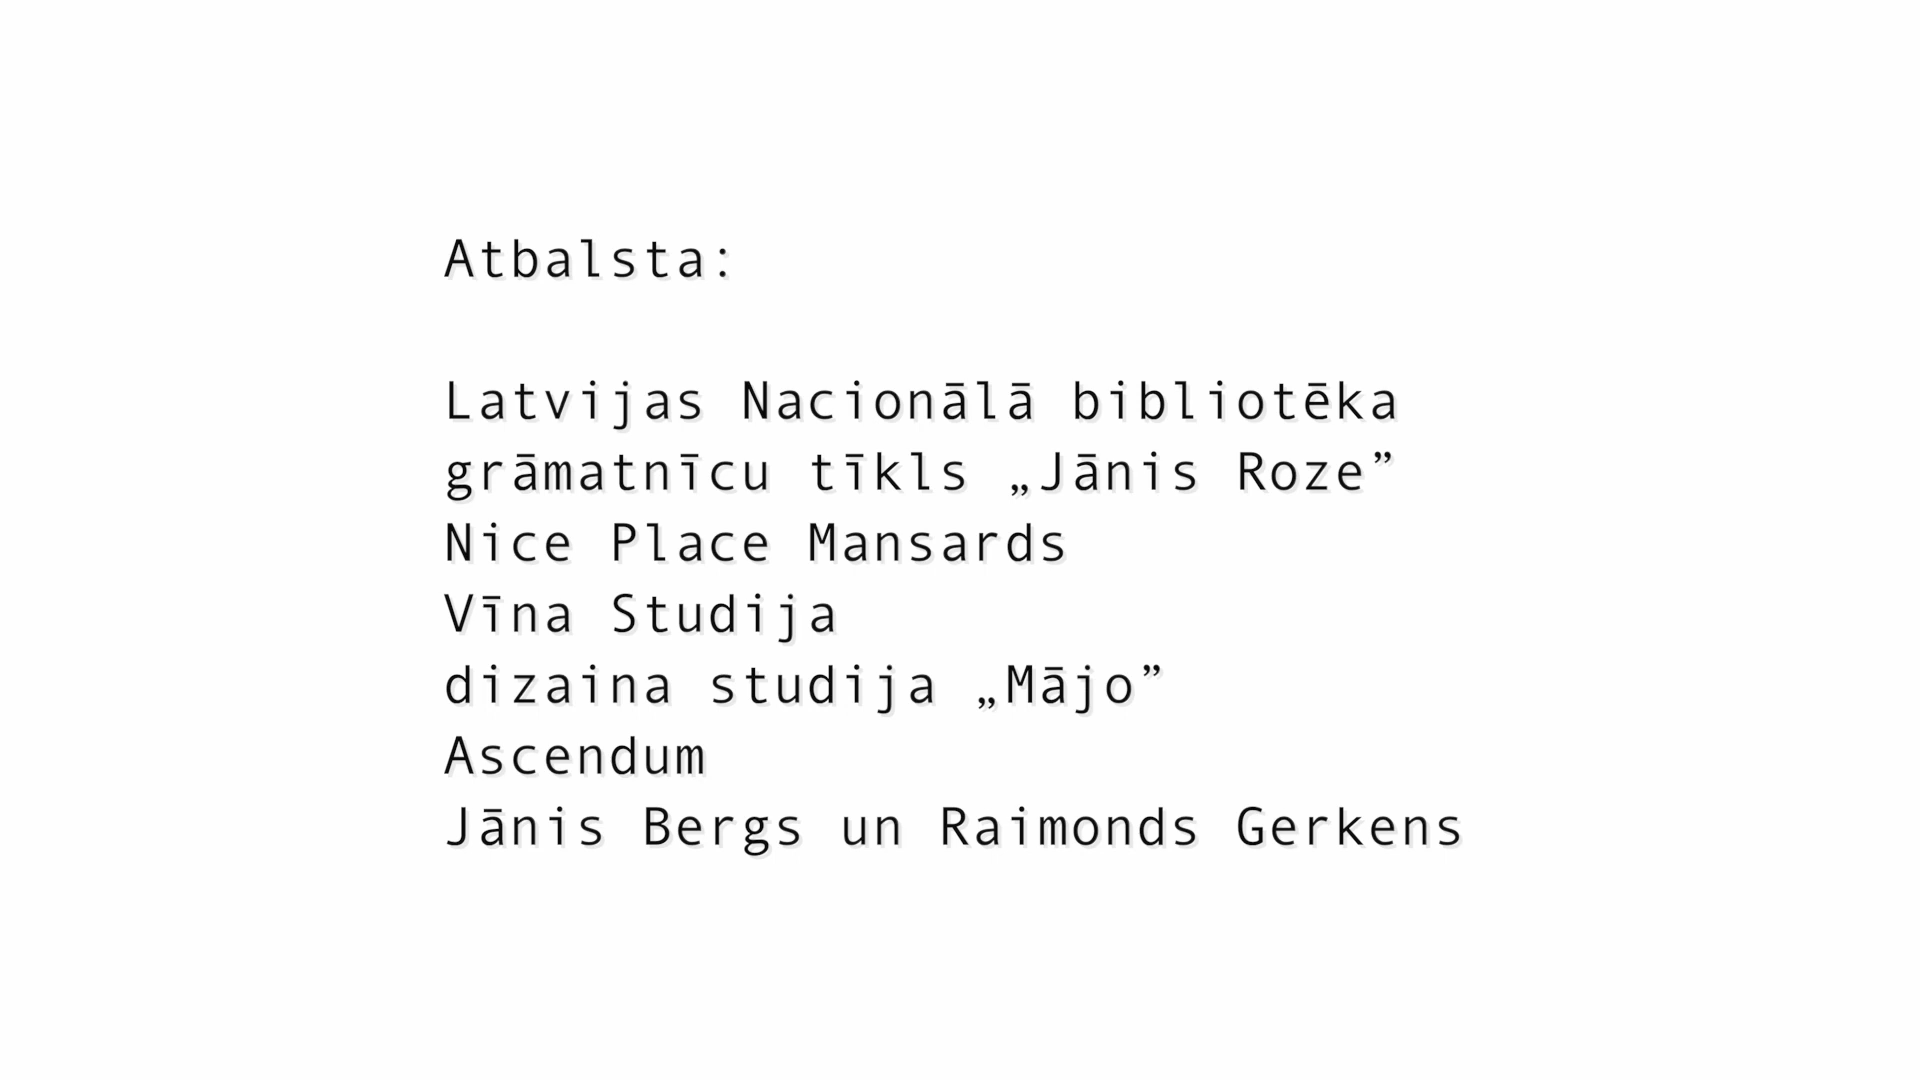 Atbalsta:
Latvijas Nacionālā bibliotēka
grāmatnīcu tīkls „Jānis Roze”
Nice Place Mansards
Vīna Studija
dizaina studija „Mājo”
Ascendum
Jānis Bergs un Raimonds Gerkens